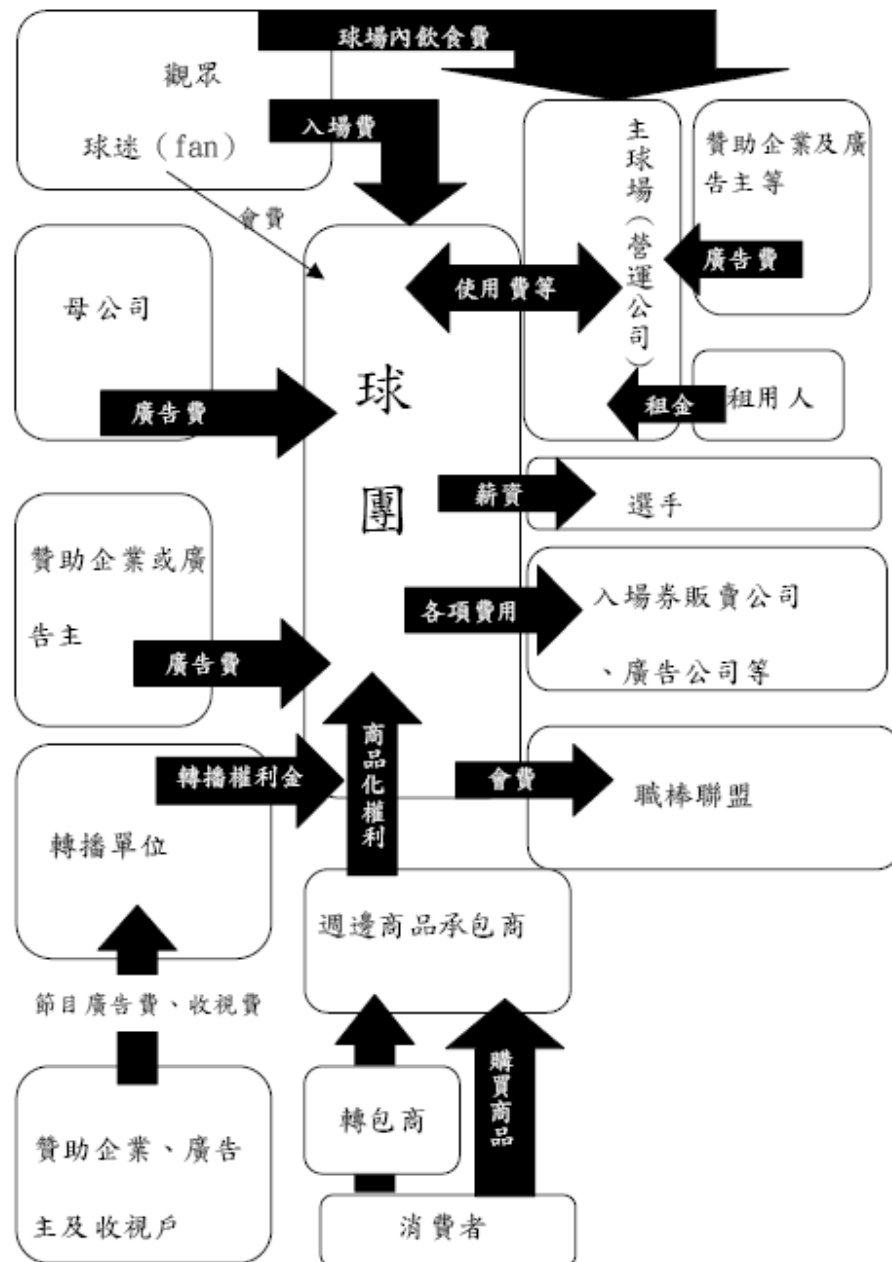 球場內飲食費
觀眾
入場費
球迷（fan）
會費
主球場（營運公司）
贊助企業及廣
告主等
廣告費
使用費等
母公司
廣告費
球
團
租金
租用人
薪資
選手
贊助企業或廣
告主
廣告費
各項費用
入場券販賣公司
、廣告公司等
商品化權利
轉播權利金
轉播單位
會費
職棒聯盟
週邊商品承包商
節目廣告費、收視費
購買商品
轉包商
贊助企業、廣告
主及收視戶
消費者